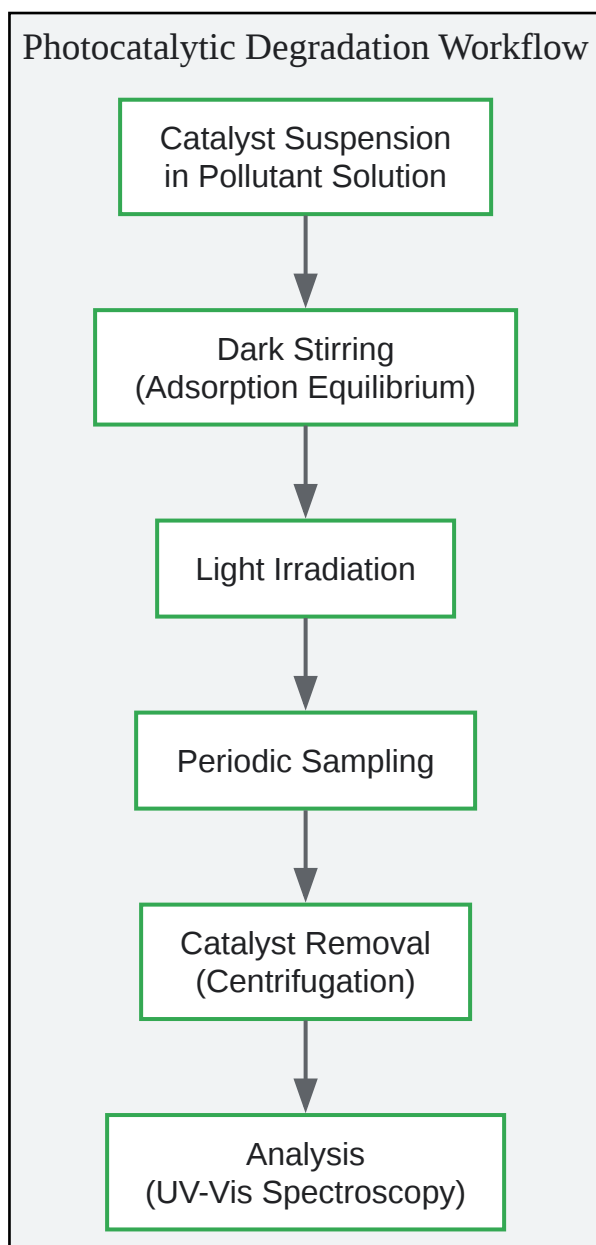 Photocatalytic Degradation Workflow
Catalyst Suspension
in Pollutant Solution
Dark Stirring
(Adsorption Equilibrium)
Light Irradiation
Periodic Sampling
Catalyst Removal
(Centrifugation)
Analysis
(UV-Vis Spectroscopy)